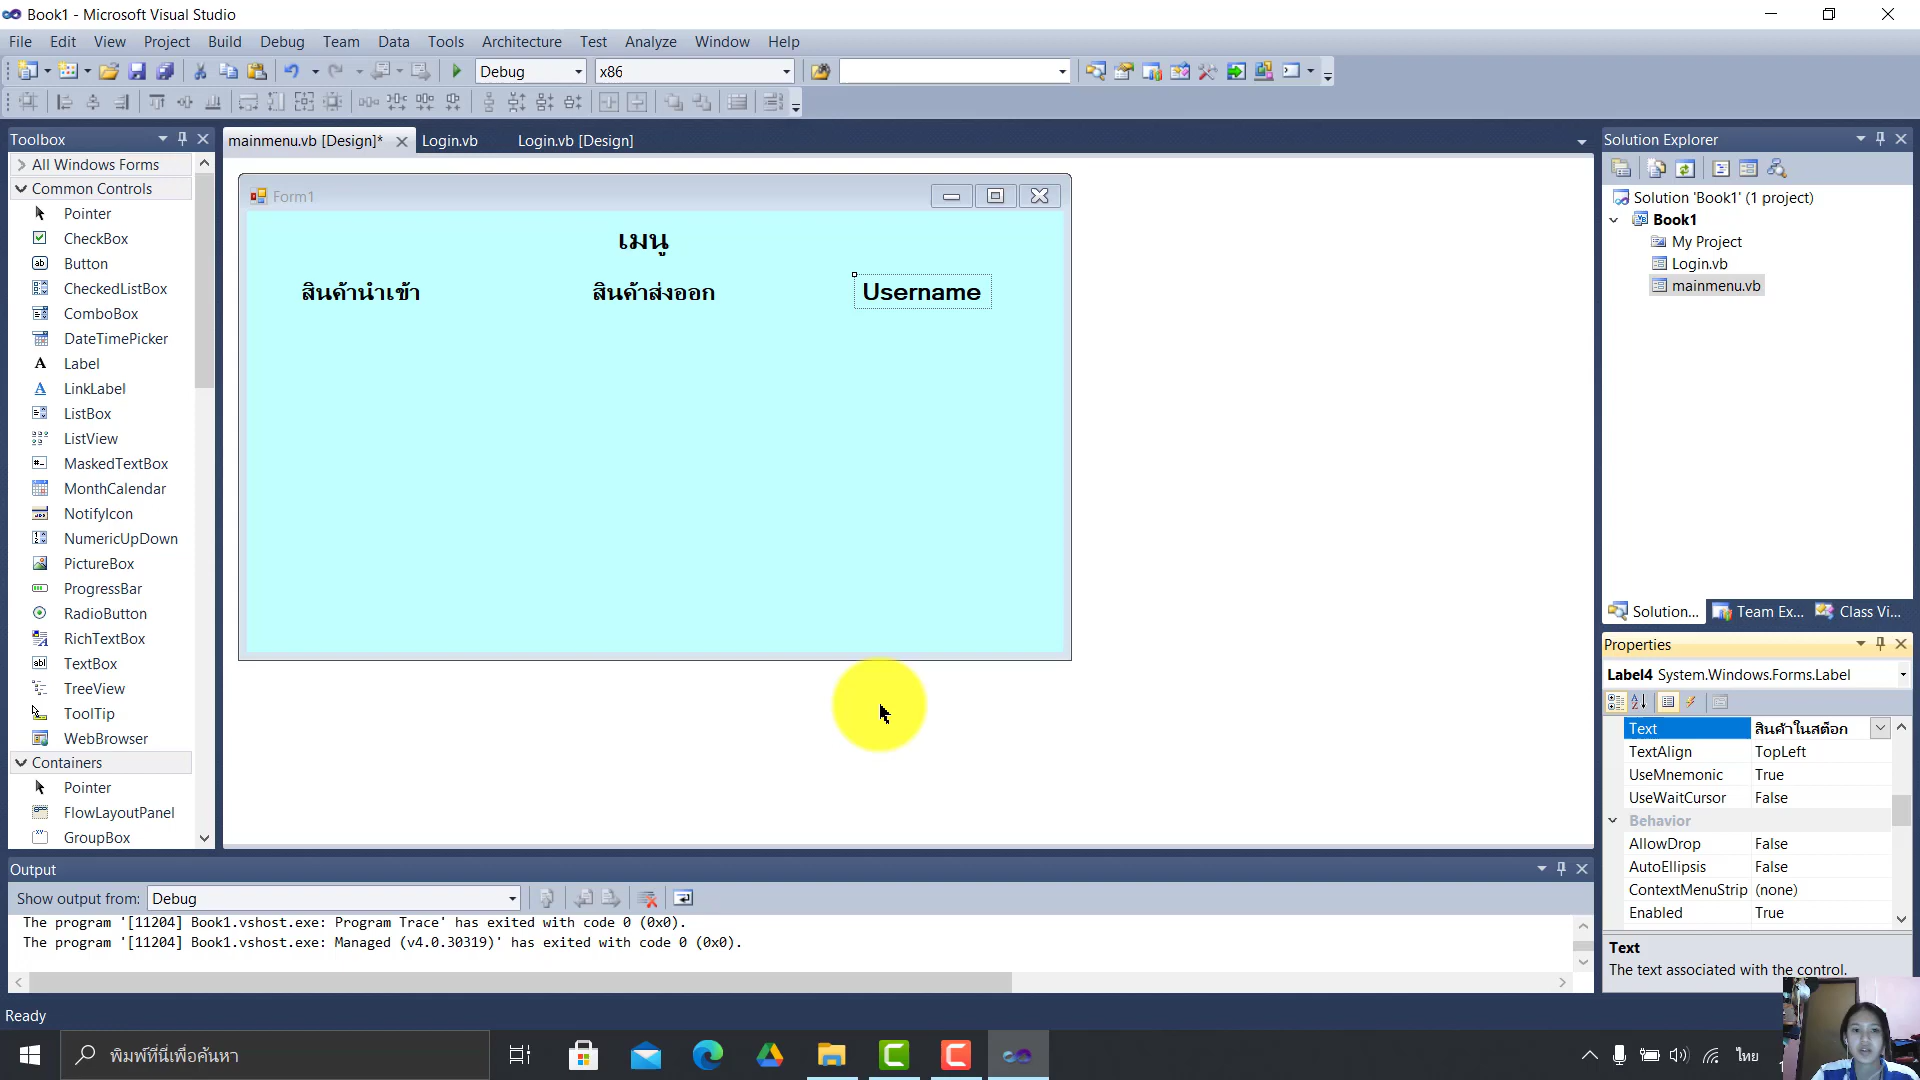 Book1 - Microsoft Visual Studio
File Edit View Project Build Debug Team Data Tools Architecture Test Analyze Window Help
Debug x86
Toolbox
mainmenu.vb [Design]* Login.vb Login.vb [Design]
Solution Explorer
All Windows Forms
Common Controls
Pointer
CheckBox
Button
CheckedListBox
ComboBox
DateTimePicker
Label
LinkLabel
ListBox
ListView
MaskedTextBox
MonthCalendar
NotifyIcon
NumericUpDown
PictureBox
ProgressBar
RadioButton
RichTextBox
TextBox
TreeView
ToolTip
WebBrowser
Containers
Pointer
FlowLayoutPanel
GroupBox
Form1
เมนู
สินค้านำเข้า สินค้าส่งออก Username
Solution 'Book1' (1 project)
Book1
My Project
Login.vb
mainmenu.vb
Solution... Team Ex... Class Vi...
Properties
Label4 System.Windows.Forms.Label
Text สินค้าในสต็อก
TextAlign TopLeft
UseMnemonic True
UseWaitCursor False
Behavior
AllowDrop False
AutoEllipsis False
ContextMenuStrip (none)
Enabled True
Text
The text associated with the control.
Output
Show output from: Debug
The program '[11204] Book1.vshost.exe: Program Trace' has exited with code 0 (0x0).
The program '[11204] Book1.vshost.exe: Managed (v4.0.30319)' has exited with code 0 (0x0).
Ready
พิมพ์ที่นี่เพื่อค้นหา
ไทย